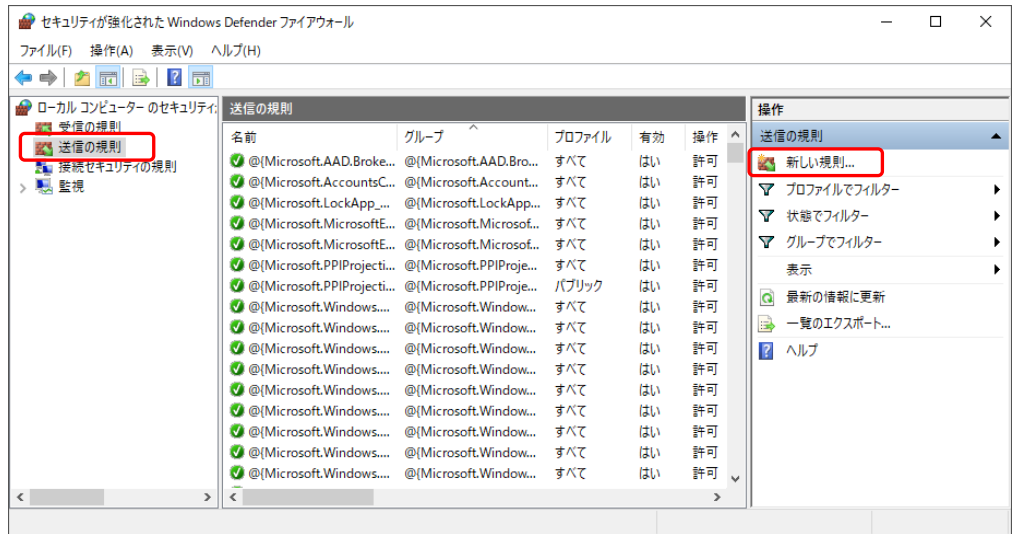 セキュリティが強化された Windows Defender ファイアウォール
ファイル(F) 操作(A) 表示(V) ヘルプ(H)
ローカル コンピューター のセキュリティ
受信の規則
送信の規則
接続セキュリティの規則
監視
送信の規則
名前 グループ プロファイル 有効 操作
@{Microsoft.AAD.Broke... @{Microsoft.AAD.Bro... すべて はい 許可
@{Microsoft.AccountsC... @{Microsoft.Account... すべて はい 許可
@{Microsoft.LockApp_... @{Microsoft.LockApp... すべて はい 許可
@{Microsoft.MicrosoftE... @{Microsoft.Microsof... すべて はい 許可
@{Microsoft.MicrosoftE... @{Microsoft.Microsof... すべて はい 許可
@{Microsoft.PPIProjecti... @{Microsoft.PPIProje... すべて はい 許可
@{Microsoft.PPIProjecti... @{Microsoft.PPIProje... パブリック はい 許可
@{Microsoft.Windows.... @{Microsoft.Window... すべて はい 許可
@{Microsoft.Windows.... @{Microsoft.Window... すべて はい 許可
@{Microsoft.Windows.... @{Microsoft.Window... すべて はい 許可
@{Microsoft.Windows.... @{Microsoft.Window... すべて はい 許可
@{Microsoft.Windows.... @{Microsoft.Window... すべて はい 許可
@{Microsoft.Windows.... @{Microsoft.Window... すべて はい 許可
@{Microsoft.Windows.... @{Microsoft.Window... すべて はい 許可
@{Microsoft.Windows.... @{Microsoft.Window... すべて はい 許可
@{Microsoft.Windows.... @{Microsoft.Window... すべて はい 許可
操作
送信の規則
新しい規則...
プロファイルでフィルター
状態でフィルター
グループでフィルター
表示
最新の情報に更新
一覧のエクスポート...
ヘルプ